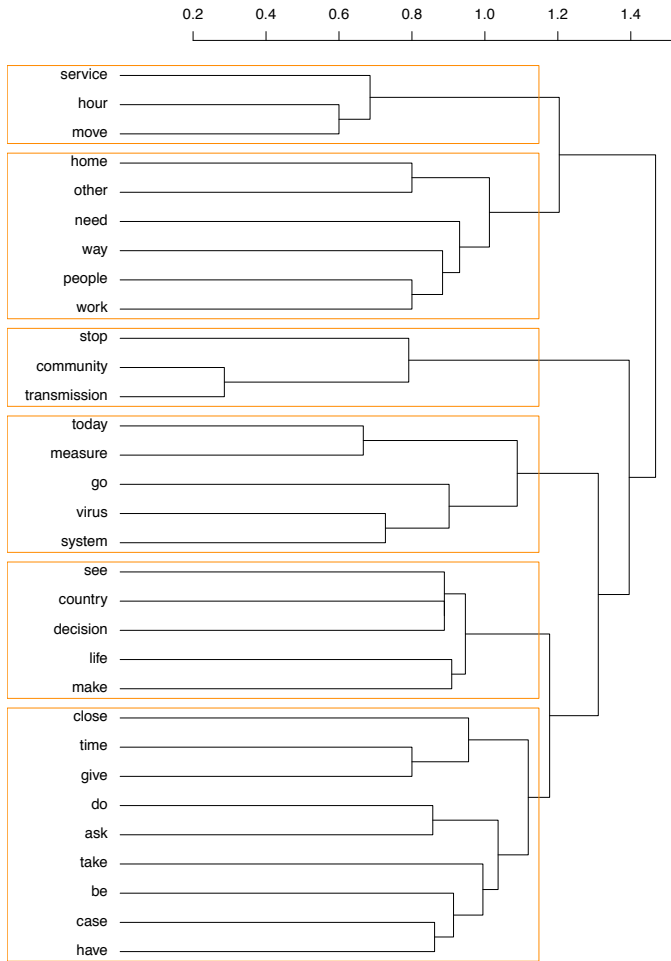 0.2 0.4 0.6 0.8 1.0 1.2 1.4
service
hour
move
home
other
need
way
people
work
stop
community
transmission
today
measure
go
virus
system
see
country
decision
life
make
close
time
give
do
ask
take
be
case
have